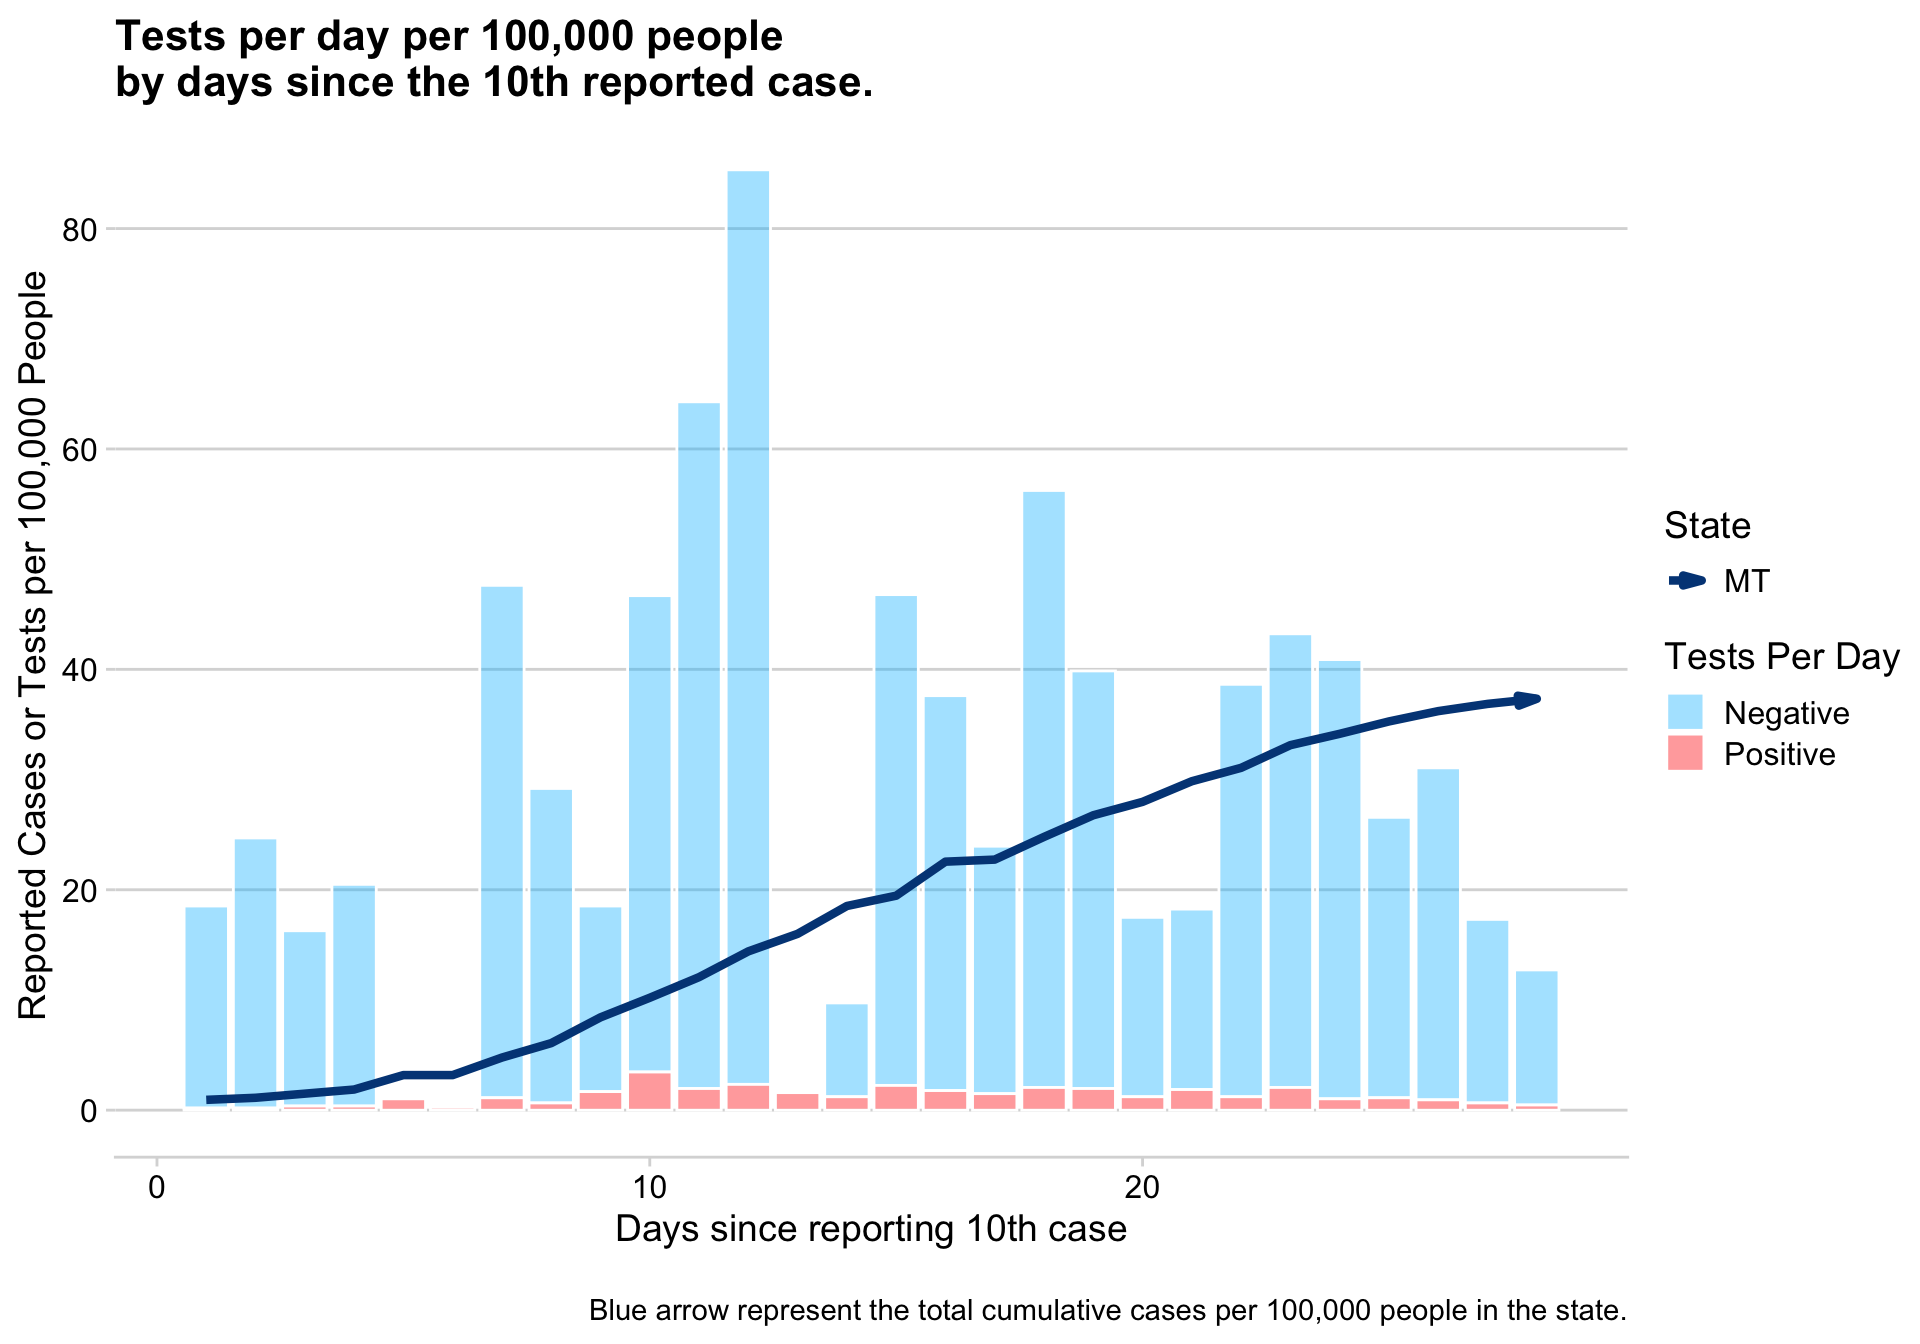 Tests per day per 100,000 people
by days since the 10th reported case.
Reported Cases or Tests per 100,000 People
80
60
40
20
0
0
10
20
Days since reporting 10th case
State
MT
Tests Per Day
Negative
Positive
Blue arrow represent the total cumulative cases per 100,000 people in the state.